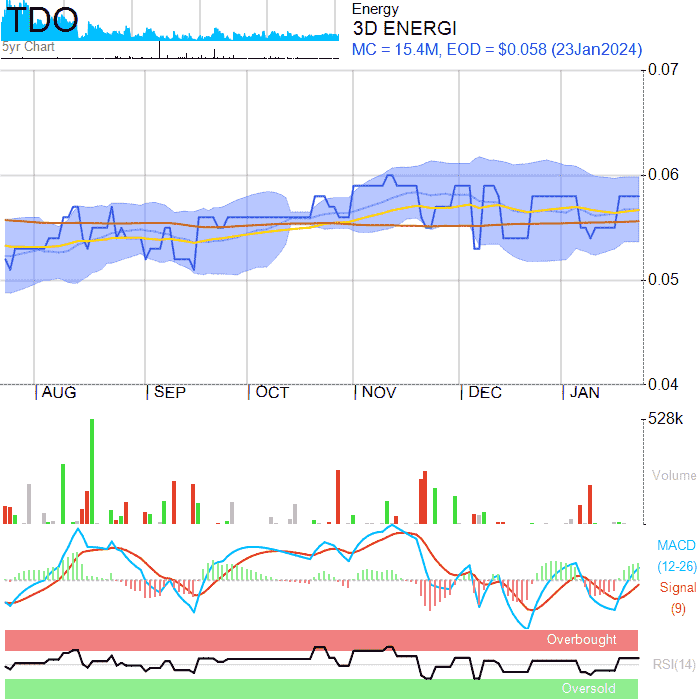 TDO
5yr Chart
Energy
3D ENERGI
MC = 15.4M, EOD = $0.058 (23Jan2024)
0.07
0.06
0.05
0.04
AUG SEP OCT NOV DEC JAN
528k
Volume
MACD
(12-26)
Signal
(9)
Overbought
RSI(14)
Oversold